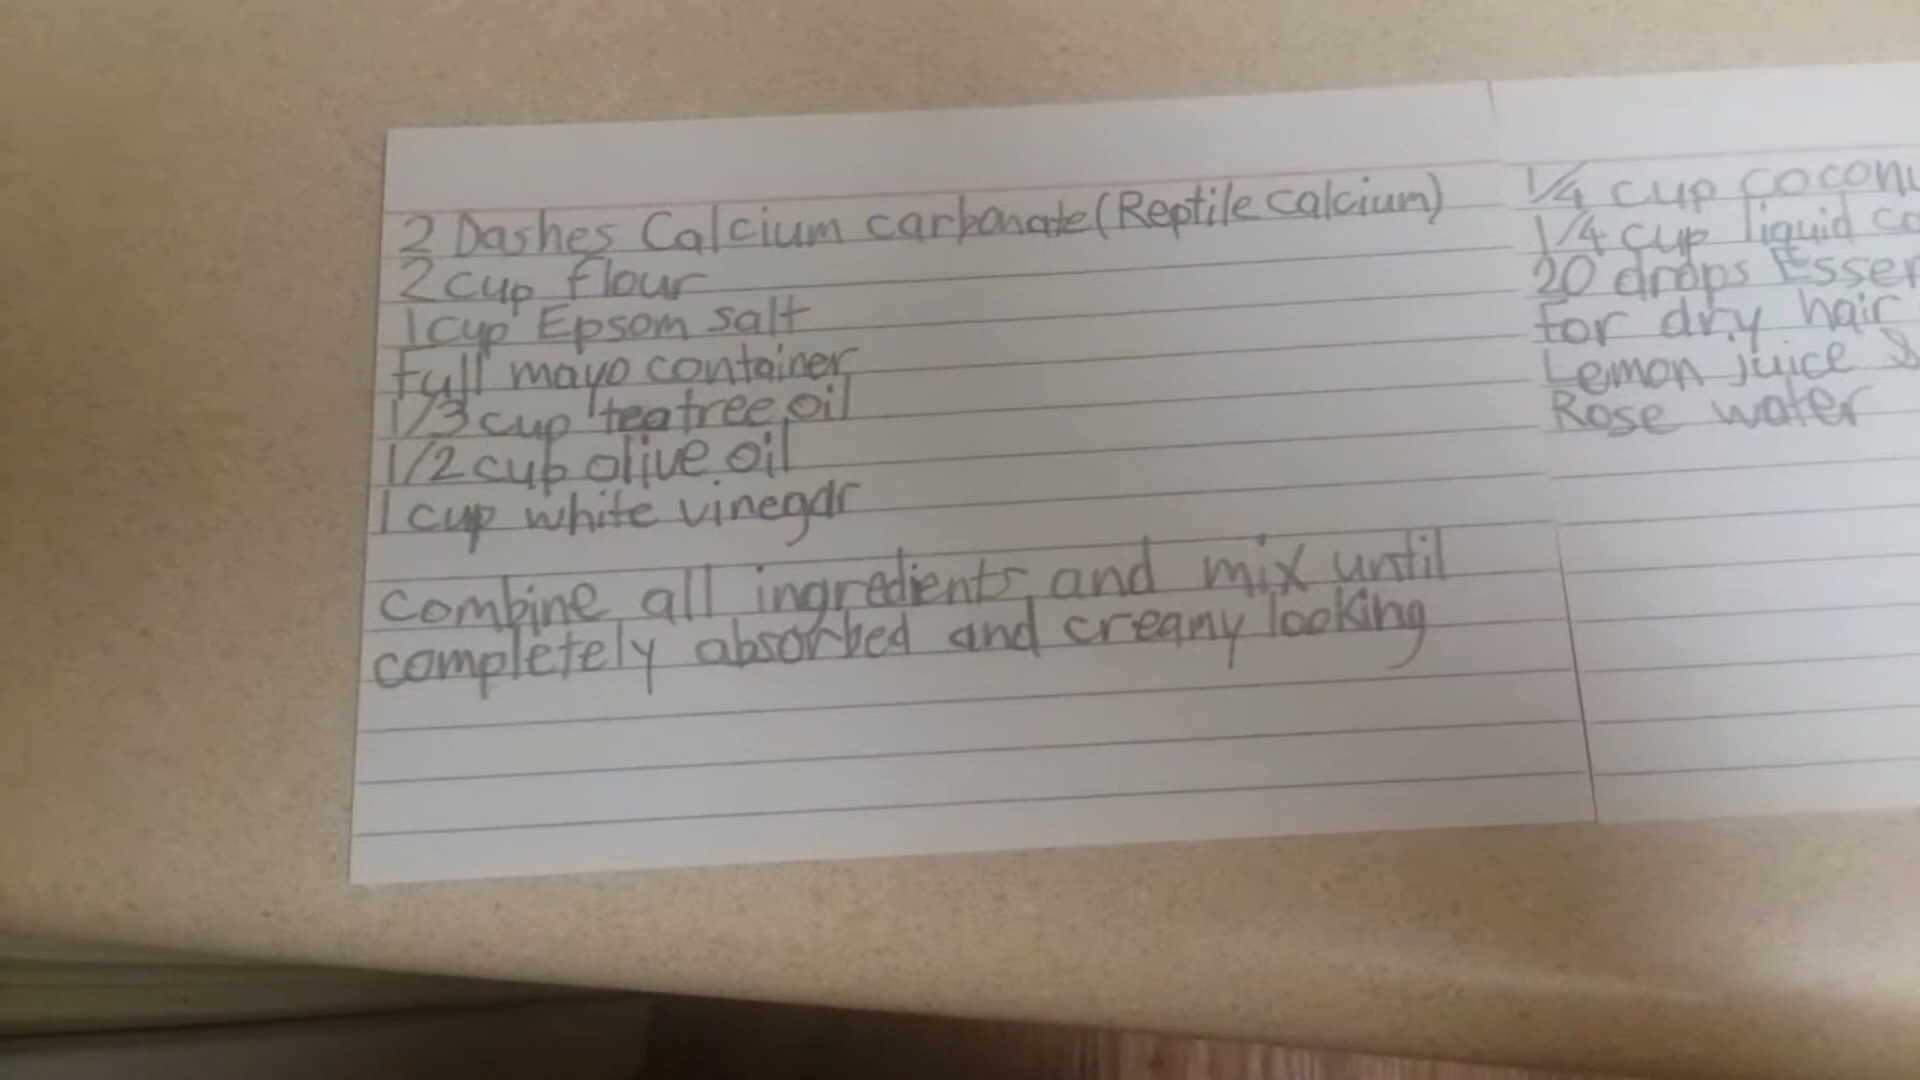 2 Dashes Calcium carbonate (Reptile calcium)
2 cup flour
1 cup Epsom salt
full mayo container
1/3 cup tea tree oil
1/2 cup olive oil
1 cup white vinegar
combine all ingredients and mix until
completely absorbed and creamy looking
1/4 cup
1/4 cup liquid
20 drops
for dry hair
Lemon juice &
Rose water